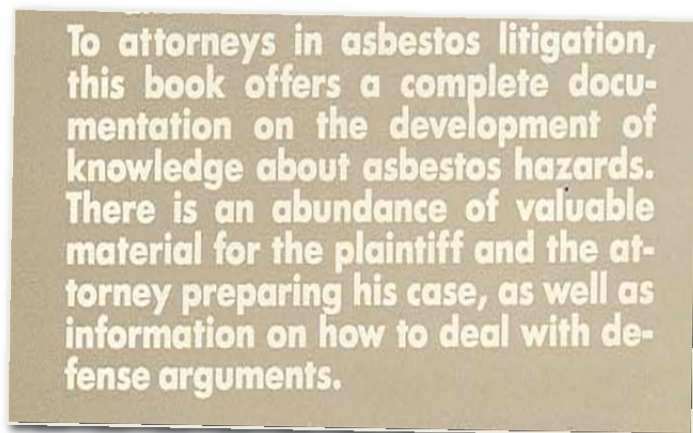 To attorneys in asbestos litigation,
this book offers a complete docu-
mentation on the development of
knowledge about asbestos hazards.
There is an abundance of valuable
material for the plaintiff and the at-
torney preparing his case, as well as
information on how to deal with de-
fense arguments.